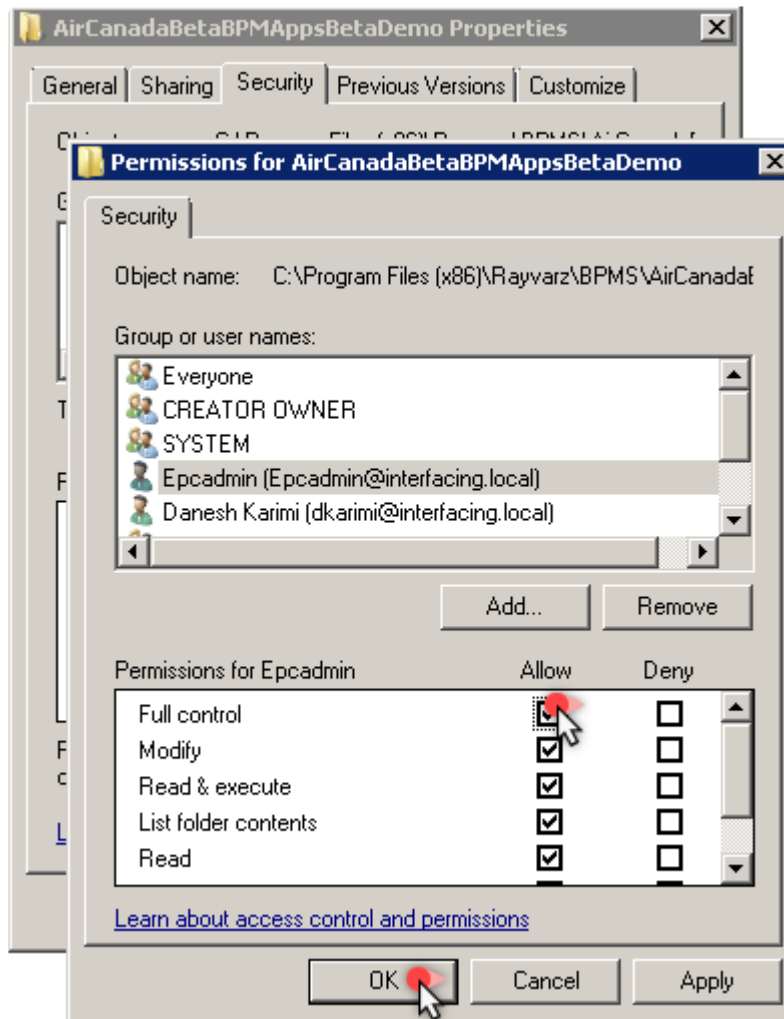 AirCanadaBetaBPMAppsBetaDemo Properties
General Sharing Security Previous Versions Customize
Permissions for AirCanadaBetaBPMAppsBetaDemo
Security
Object name: C:\Program Files (x86)\Rayvarz\BPMS\AirCanadaB
Group or user names:
Everyone
CREATOR OWNER
SYSTEM
Epcadmin (Epcadmin@interfacing.local)
Danesh Karimi (dkarimi@interfacing.local)
Add... Remove
Permissions for Epcadmin Allow Deny
Full control
Modify
Read & execute
List folder contents
Read
Learn about access control and permissions
OK Cancel Apply